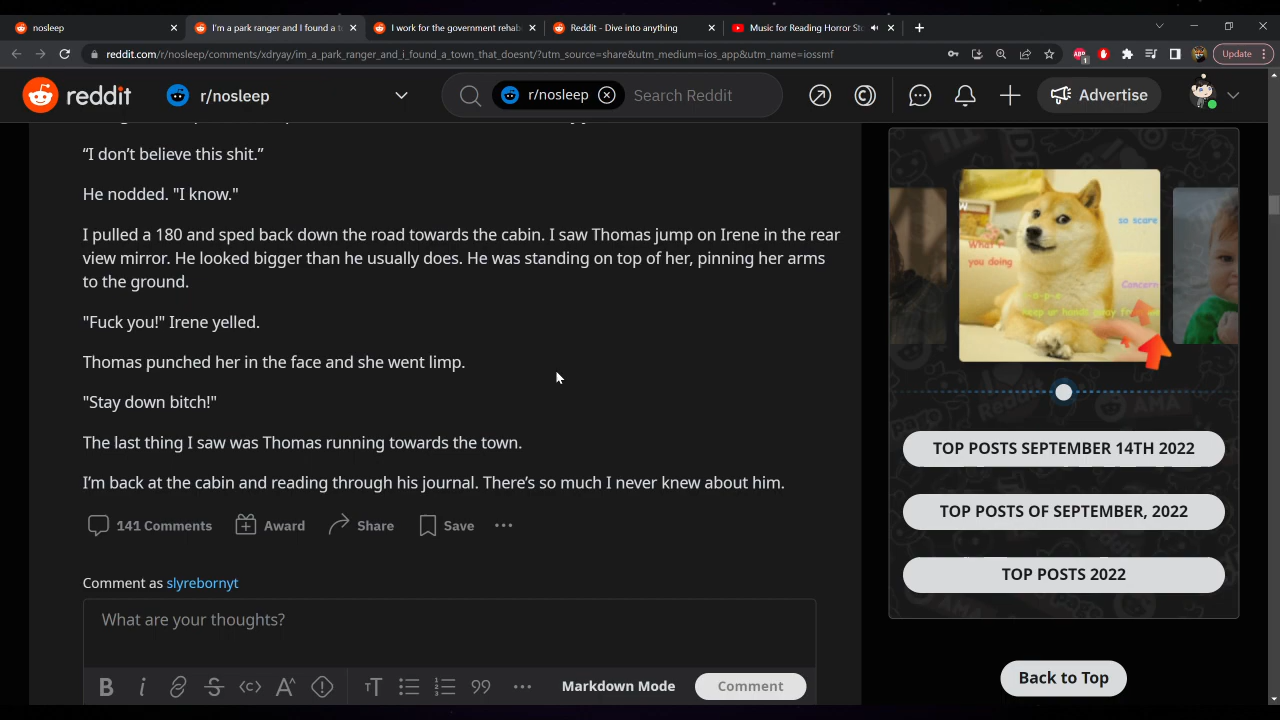 nosleep
I'm a park ranger and I found a t
I work for the government rehab
Reddit - Dive into anything
Music for Reading Horror Sto
reddit.com/r/nosleep/comments/xdryay/im_a_park_ranger_and_i_found_a_town_that_doesnt/?utm_source=share&utm_medium=ios_app&utm_name=iossmf
1
Update
reddit
r/nosleep
r/nosleep
Search Reddit
Advertise
“I don’t believe this shit.”
He nodded. "I know."
I pulled a 180 and sped back down the road towards the cabin. I saw Thomas jump on Irene in the rear
view mirror. He looked bigger than he usually does. He was standing on top of her, pinning her arms
to the ground.
"Fuck you!" Irene yelled.
Thomas punched her in the face and she went limp.
"Stay down bitch!"
The last thing I saw was Thomas running towards the town.
I’m back at the cabin and reading through his journal. There’s so much I never knew about him.
141 Comments
Award
Share
Save
Comment as slyrebornyt
What are your thoughts?
Markdown Mode
Comment
so scare
What r
you doing
Concern
TOP POSTS SEPTEMBER 14TH 2022
TOP POSTS OF SEPTEMBER, 2022
TOP POSTS 2022
Back to Top